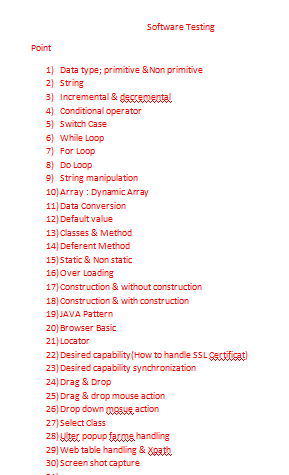 Software Testing
Point
1) Data type; primitive &Non primitive
2) String
3) Incremental & decremental
4) Conditional operator
5) Switch Case
6) While Loop
7) For Loop
8) Do Loop
9) String manipulation
10)Array : Dynamic Array
11)Data Conversion
12)Default value
13)Classes & Method
14)Deferent Method
15)Static & Non static
16)Over Loading
17)Construction & without construction
18)Construction & with construction
19)JAVA Pattern
20)Browser Basic
21)Locator
22)Desired capability(How to handle SSL Certificat)
23)Desired capability synchronization
24)Drag & Drop
25)Drag & drop mouse action
26)Drop down mosue action
27)Select Class
28)Ulter popup farme handling
29)Web table handling & Xpath
30)Screen shot capture